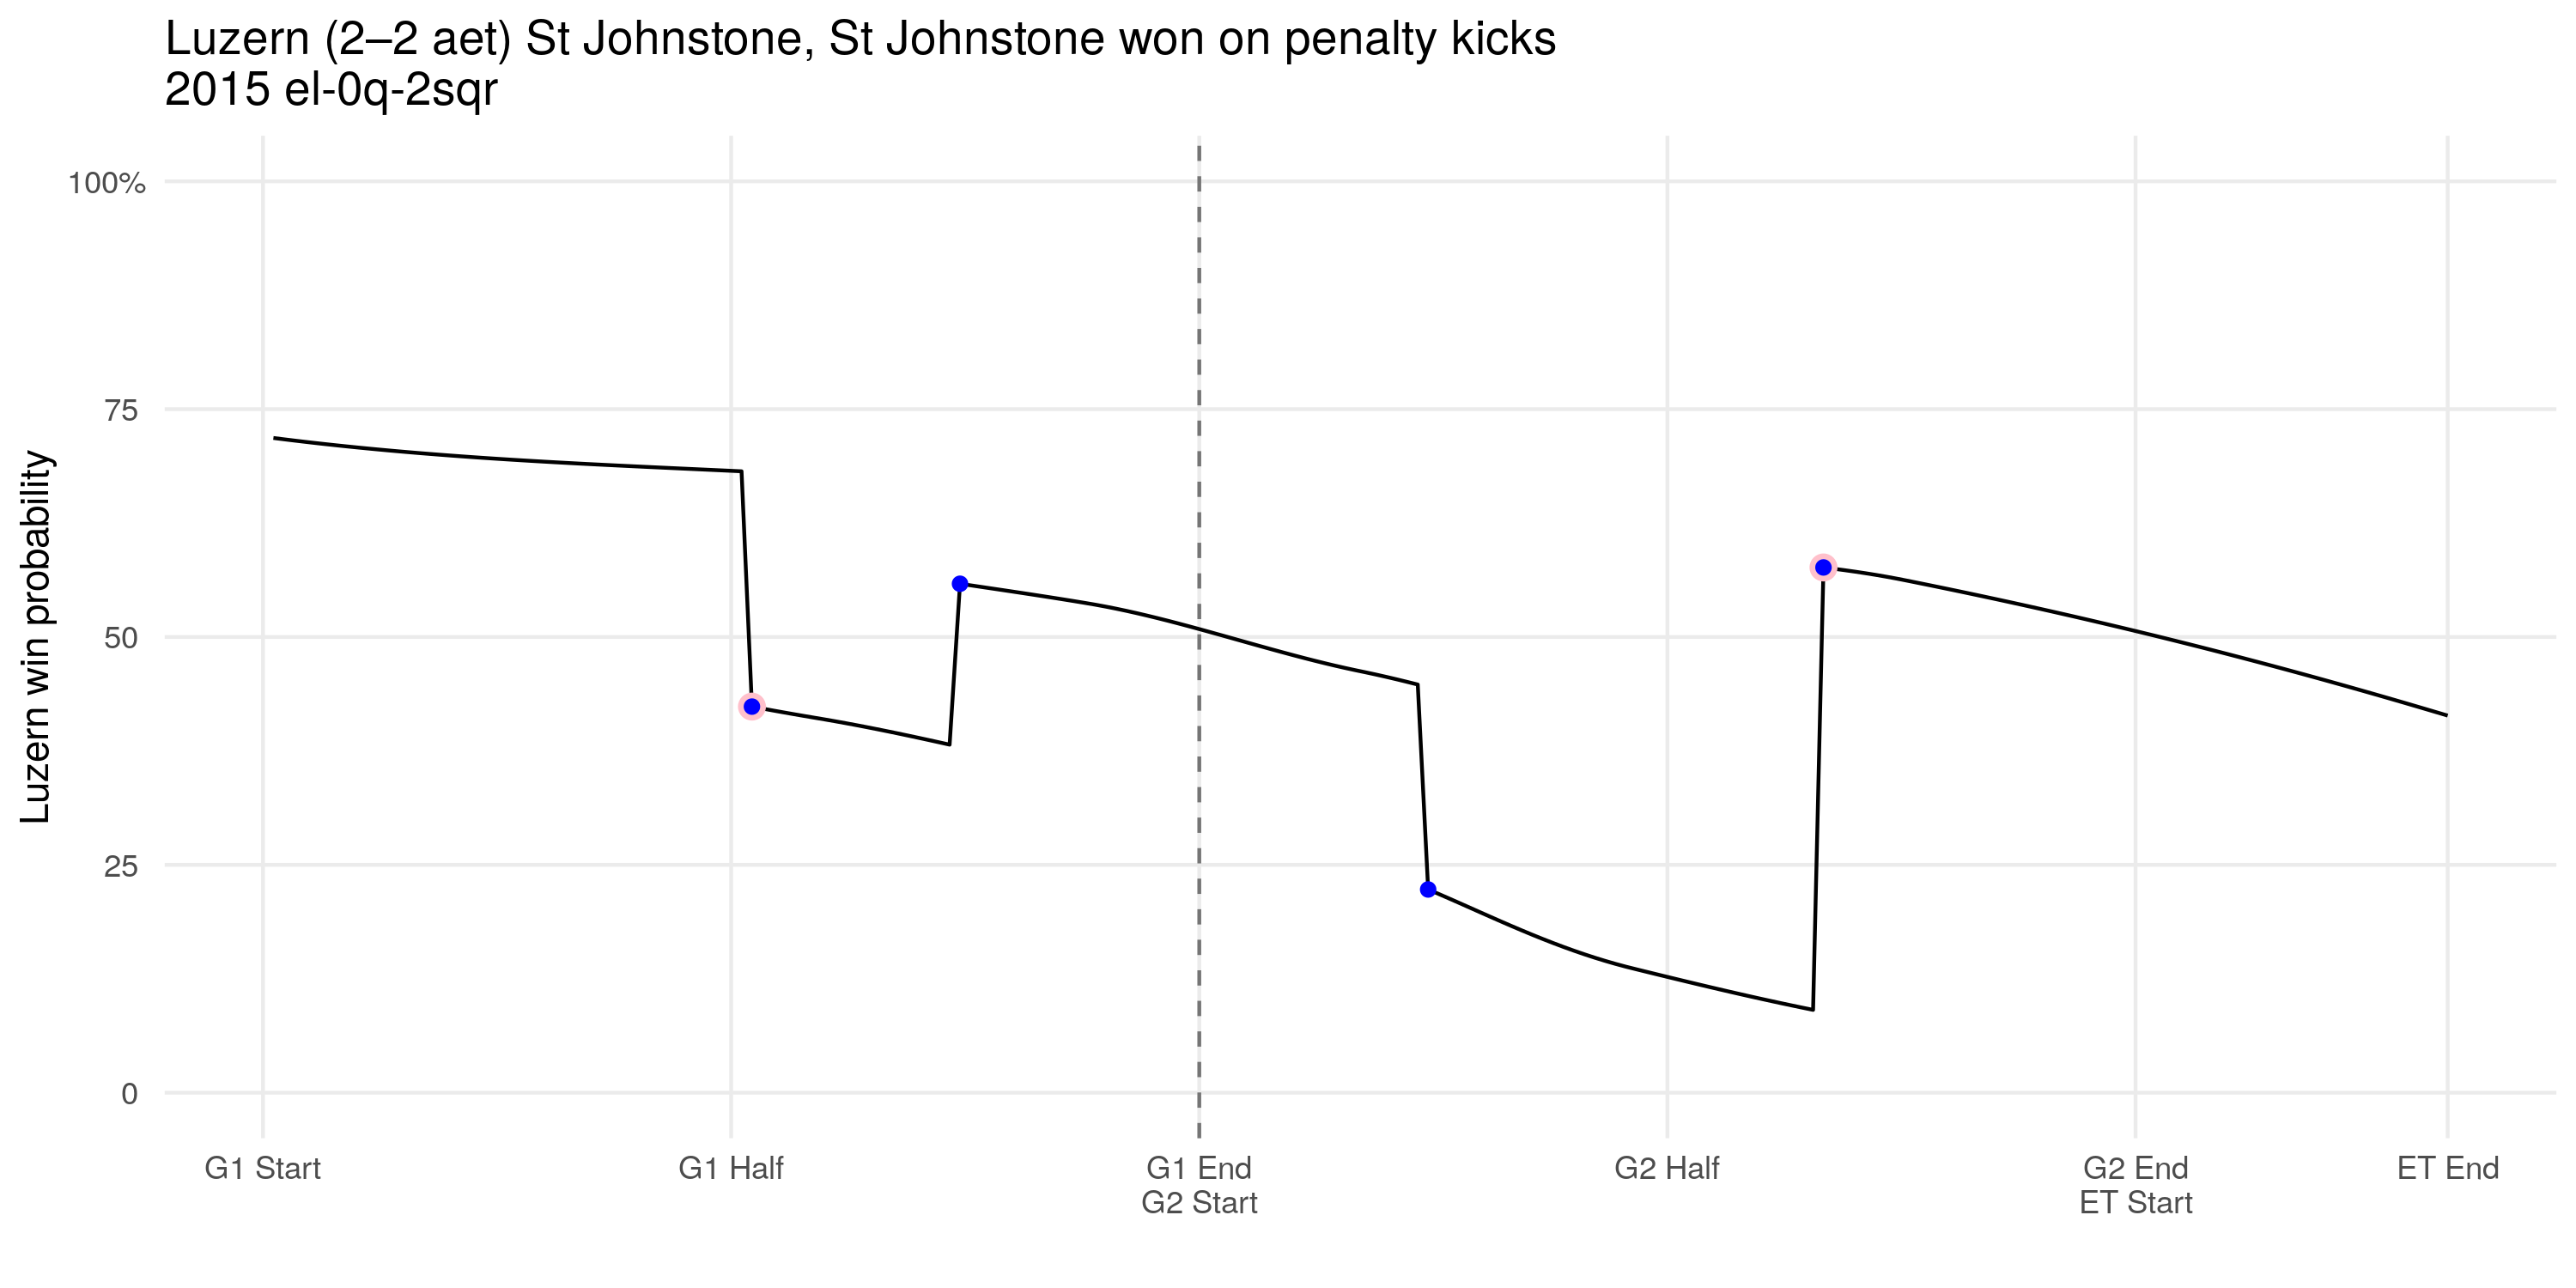 Luzern (2–2 aet) St Johnstone, St Johnstone won on penalty kicks
2015 el-0q-2sqr
Luzern win probability
100%
75
50
25
0
G1 Start
G1 Half
G1 End
G2 Start
G2 Half
G2 End
ET Start
ET End